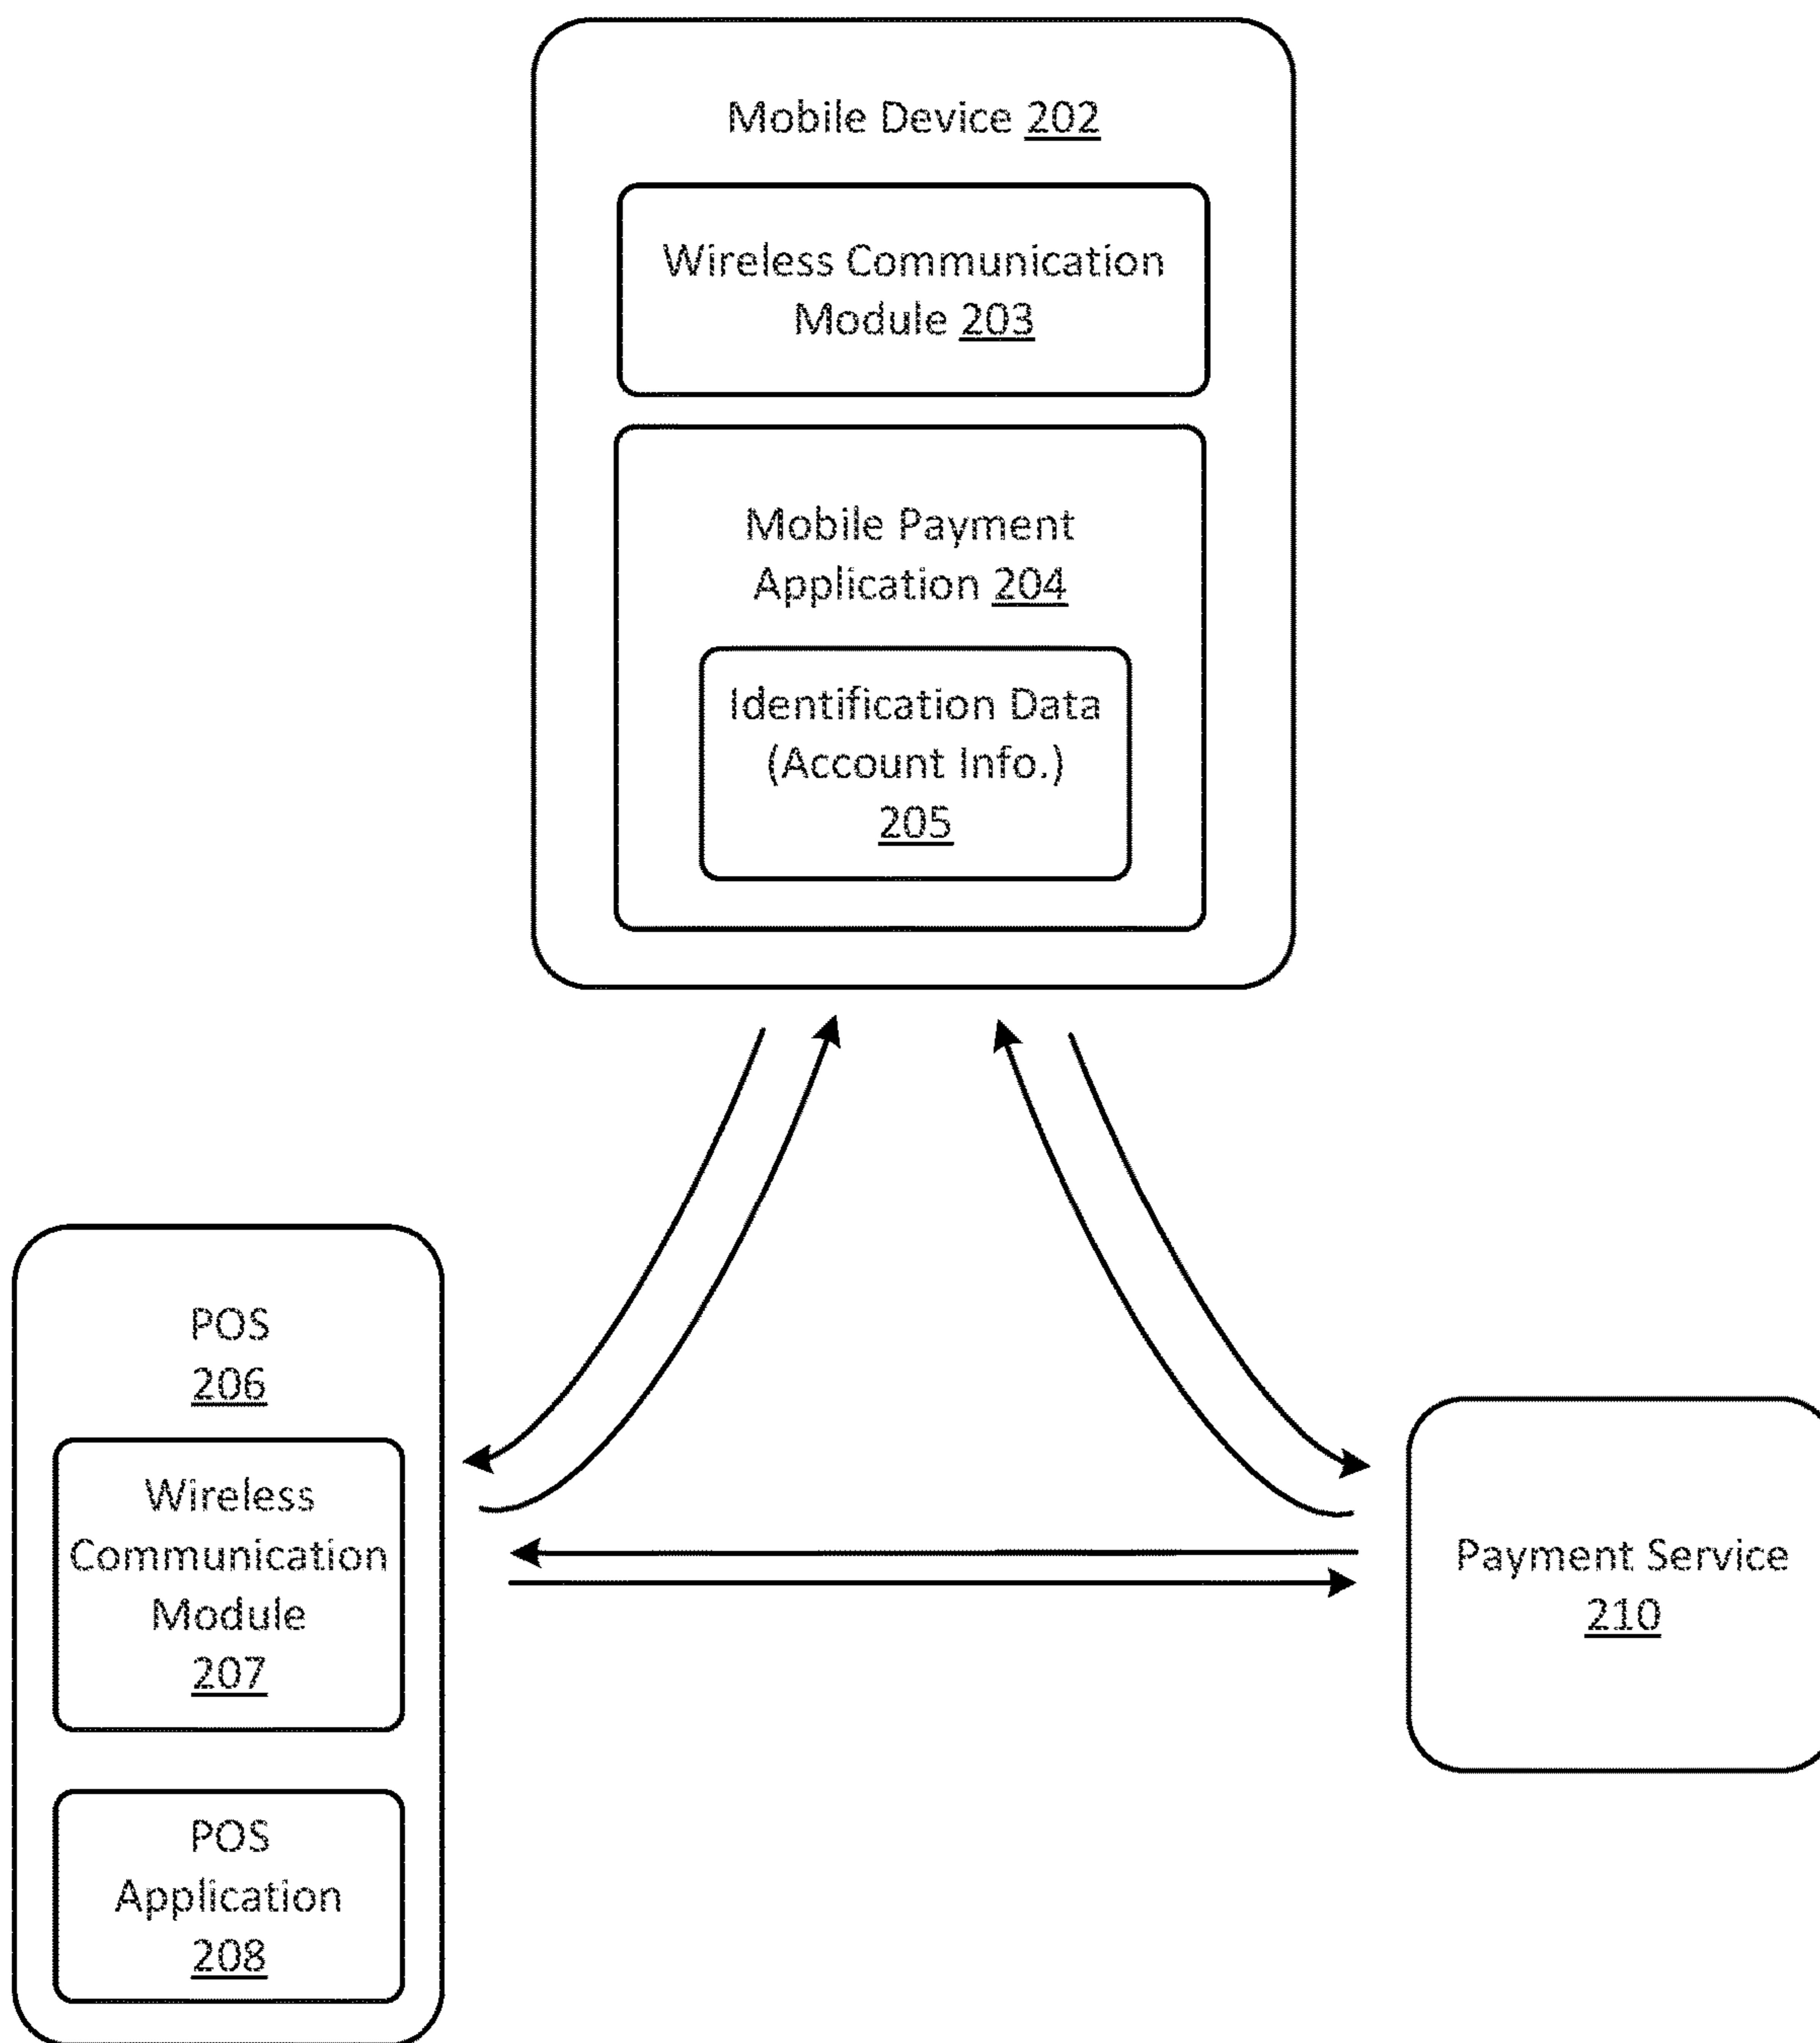 Mobile Device 202
Wireless Communication
Module 203
Mobile Payment
Application 204
Identification Data
(Account Info.)
205
POS
206
Wireless
Communication
Module
207
POS
Application
208
Payment Service
210